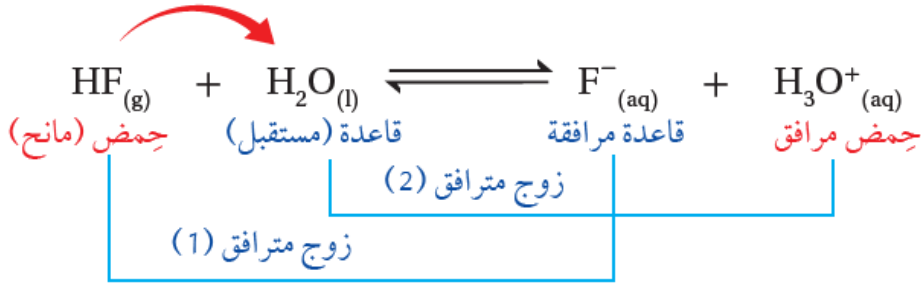 HF(g) + H₂O(l) ⇌ F⁻(aq) + H₃O⁺(aq)
حِمض (مانح) قاعدة (مستقبل) قاعدة مرافقة حِمض مرافق
زوج مترافق (2)
زوج مترافق (1)